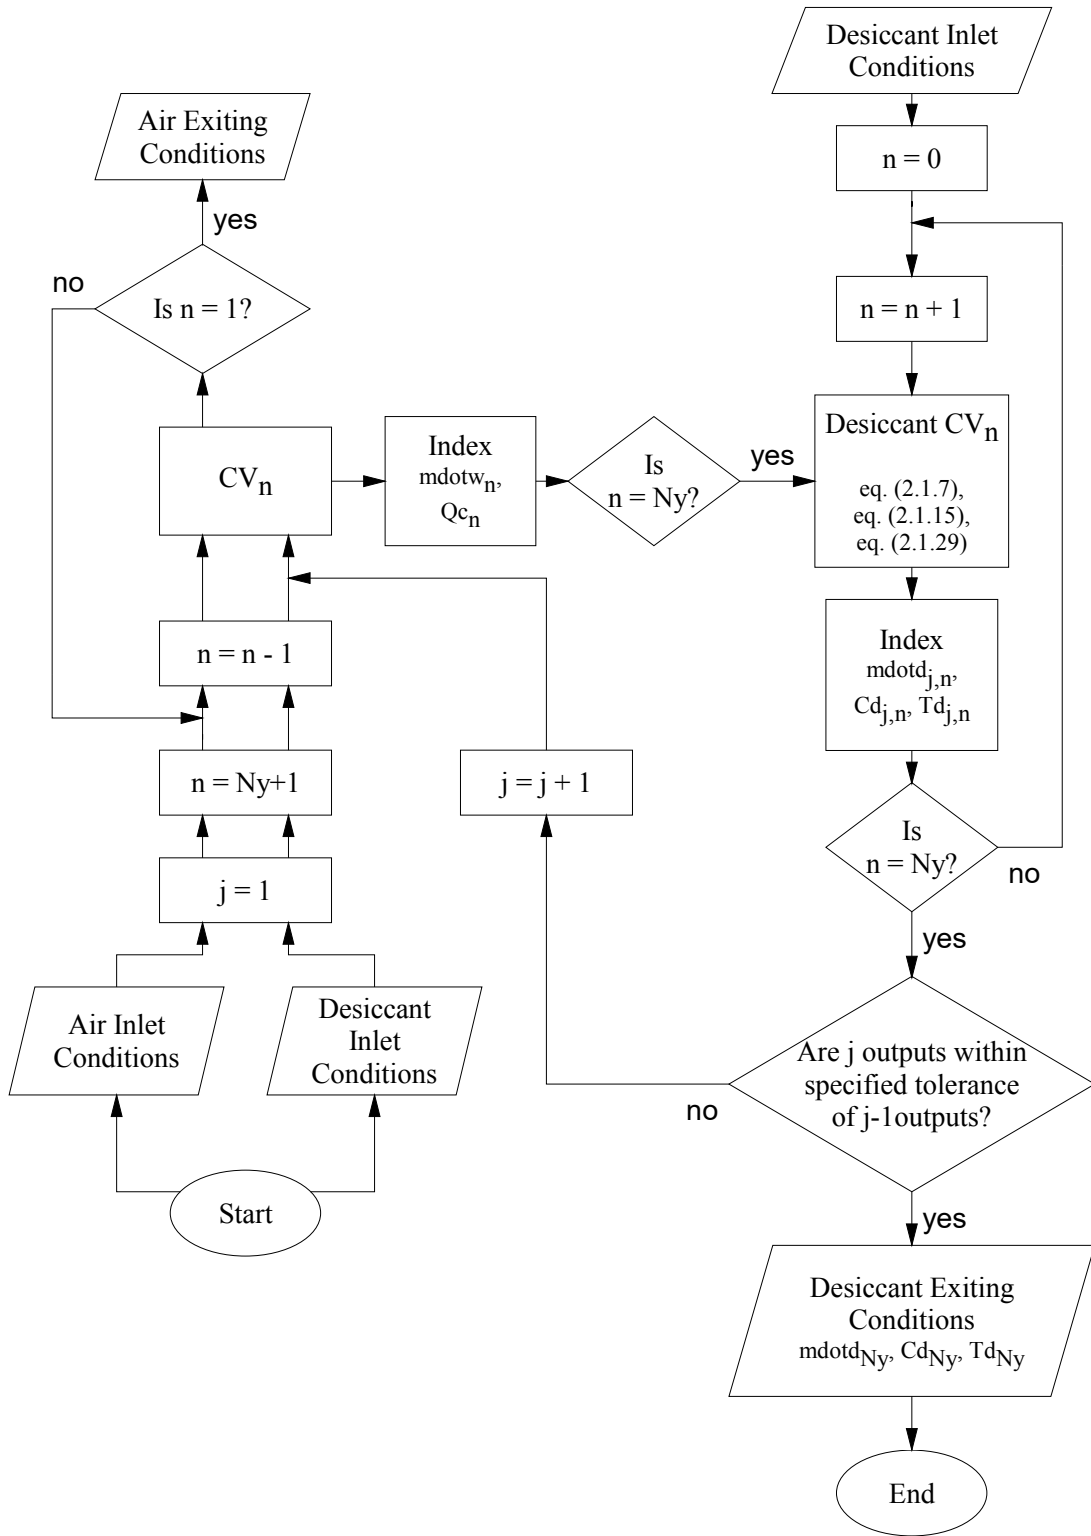 Desiccant Inlet
Conditions
Air Exiting
Conditions
n = 0
yes
no
Is n = 1?
n = n + 1
Desiccant CVn
eq. (2.1.7),
eq. (2.1.15),
eq. (2.1.29)
CVn
Index
mdotwn,
Qcn
Is
n = Ny?
yes
n = n - 1
Index
mdotdj,n,
Cdj,n, Tdj,n
n = Ny+1
j = j + 1
Is
n = Ny?
no
j = 1
yes
Air Inlet
Conditions
Desiccant
Inlet
Conditions
Are j outputs within
specified tolerance
of j-1outputs?
no
Start
yes
Desiccant Exiting
Conditions
mdotdNy, CdNy, TdNy
End